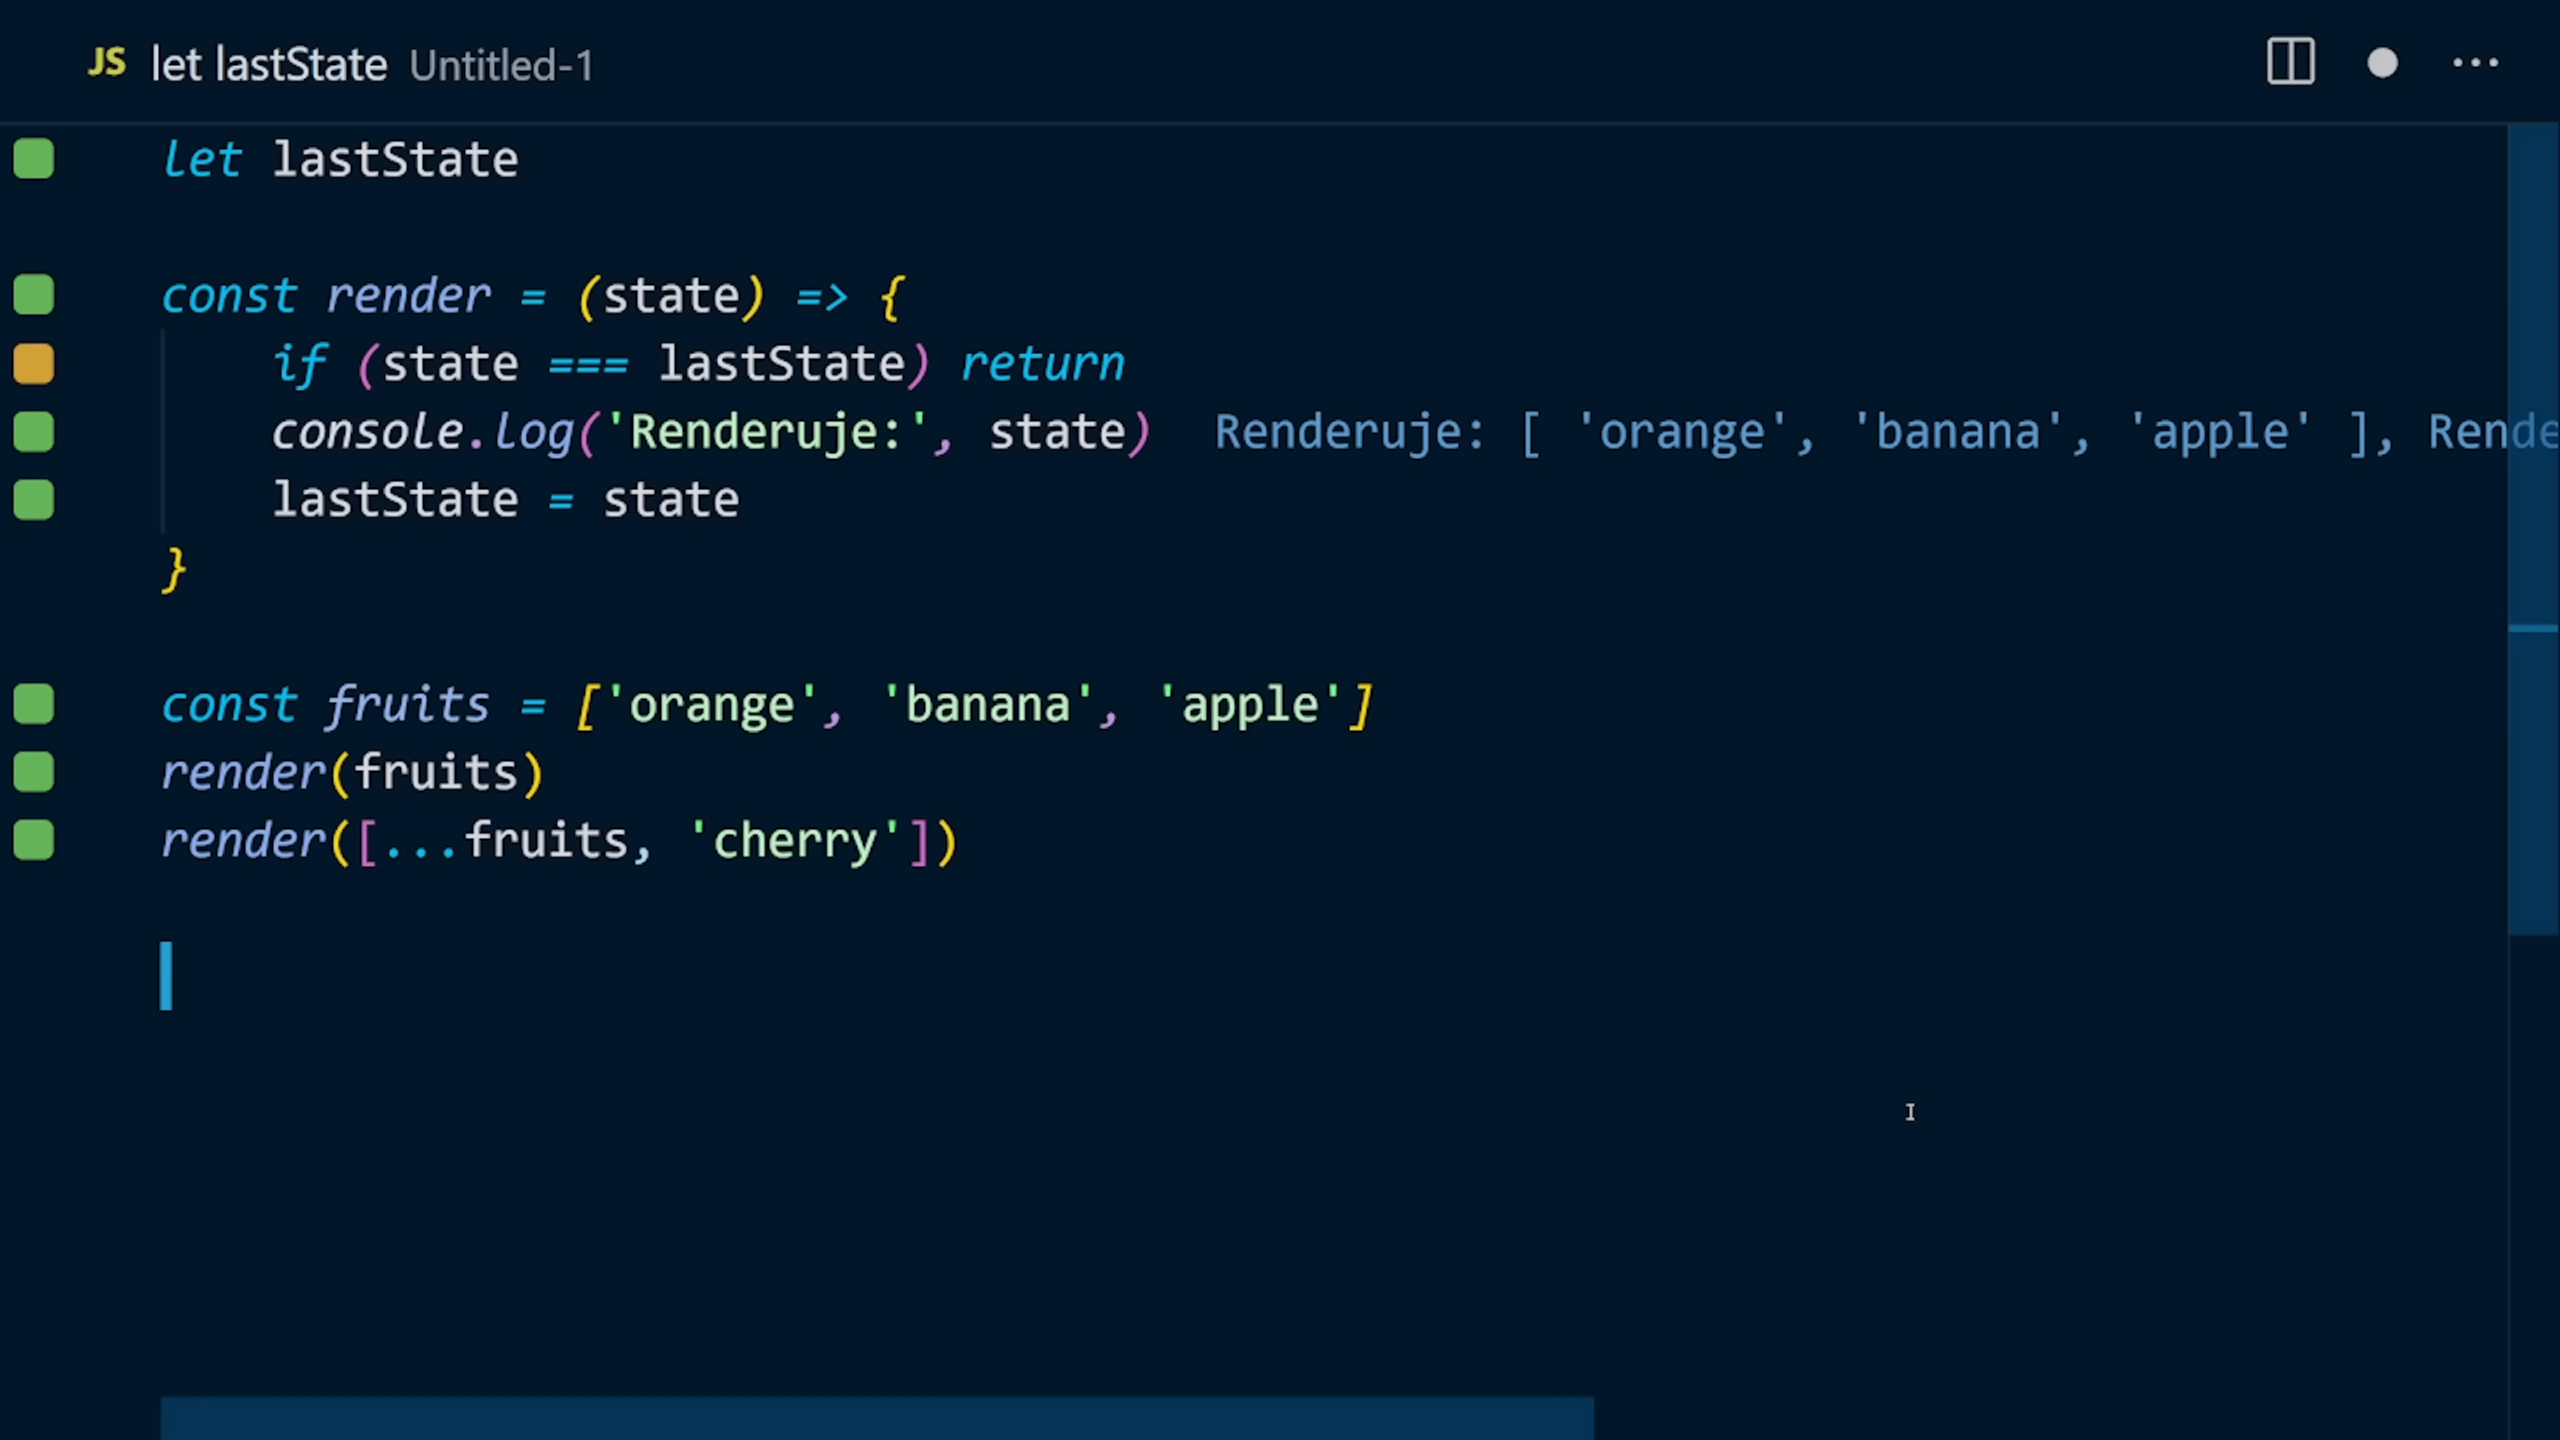 JS let lastState Untitled-1
let lastState
const render = (state) => {
if (state === lastState) return
console.log('Renderuje:', state) Renderuje: [ 'orange', 'banana', 'apple' ], Rende
lastState = state
}
const fruits = ['orange', 'banana', 'apple']
render(fruits)
render([...fruits, 'cherry'])